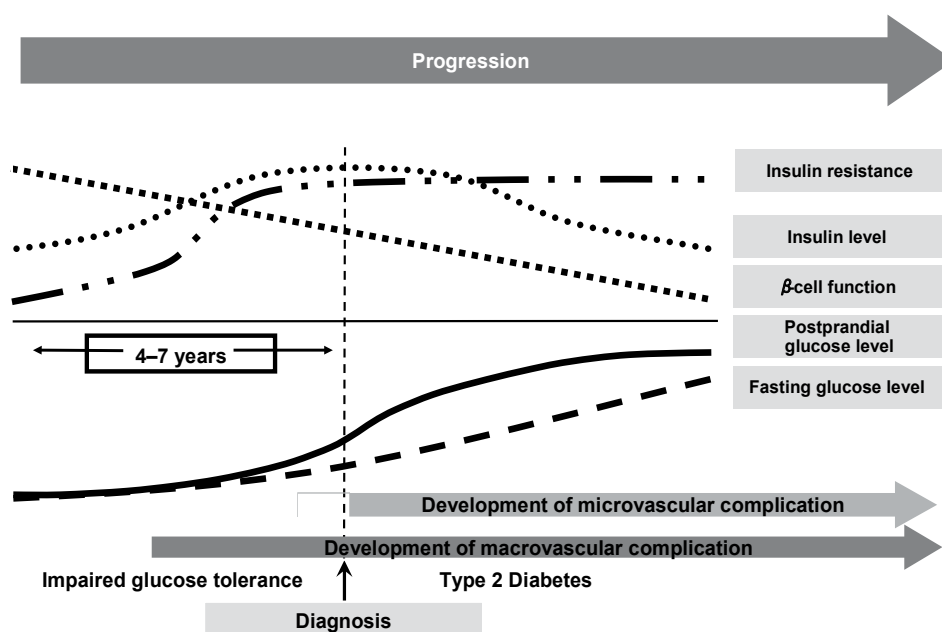 Progression
Insulin resistance
Insulin level
β-cell function
Postprandial
glucose level
4–7 years
Fasting glucose level
Development of microvascular complication
Development of macrovascular complication
Impaired glucose tolerance
Type 2 Diabetes
Diagnosis